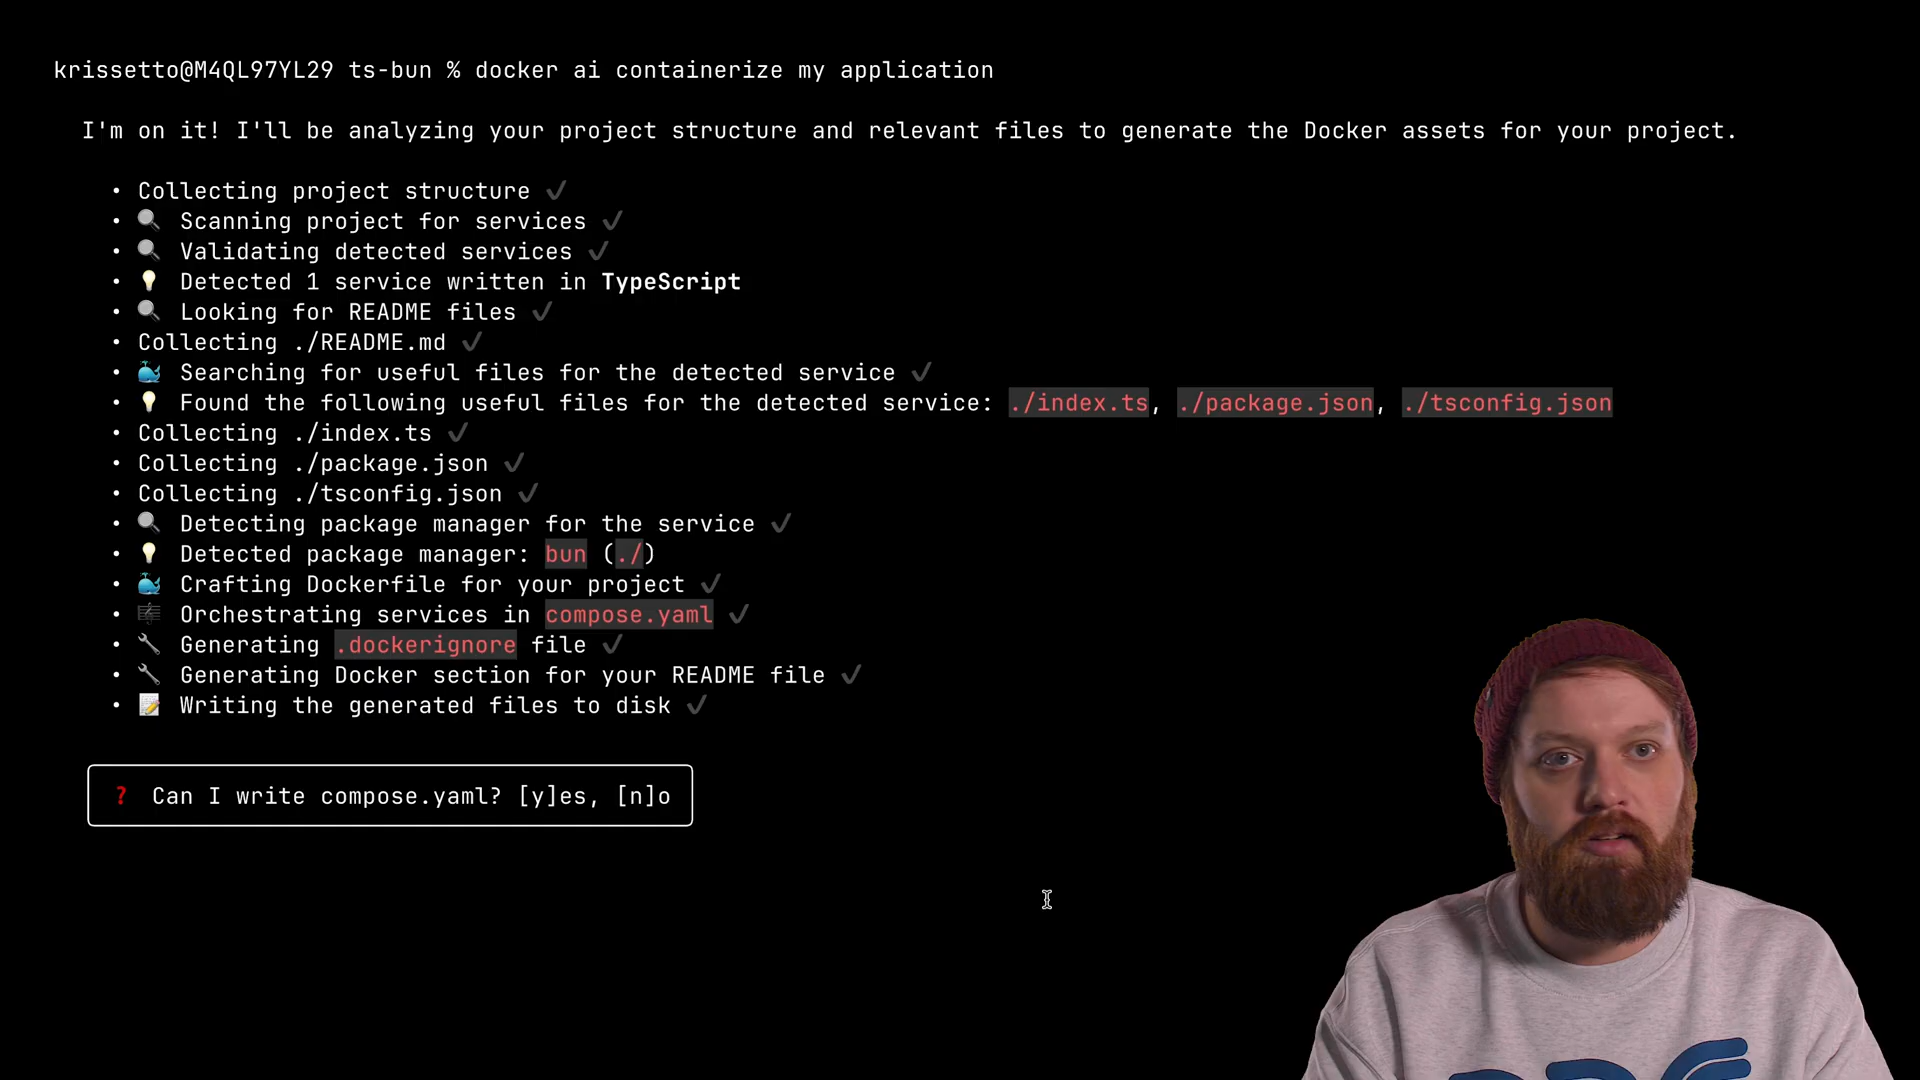 krissetto@M4QL97YL29 ts-bun % docker ai containerize my application
I'm on it! I'll be analyzing your project structure and relevant files to generate the Docker assets for your project.
• Collecting project structure ✓
• 🔍 Scanning project for services ✓
• 🔍 Validating detected services ✓
• 💡 Detected 1 service written in TypeScript
• 🔍 Looking for README files ✓
• Collecting ./README.md ✓
• 🐳 Searching for useful files for the detected service ✓
• 💡 Found the following useful files for the detected service: ./index.ts, ./package.json, ./tsconfig.json
• Collecting ./index.ts ✓
• Collecting ./package.json ✓
• Collecting ./tsconfig.json ✓
• 🔍 Detecting package manager for the service ✓
• 💡 Detected package manager: bun (./)
• 🐳 Crafting Dockerfile for your project ✓
• 🎼 Orchestrating services in compose.yaml ✓
• 🔧 Generating .dockerignore file ✓
• 🔧 Generating Docker section for your README file ✓
• 📝 Writing the generated files to disk ✓
? Can I write compose.yaml? [y]es, [n]o